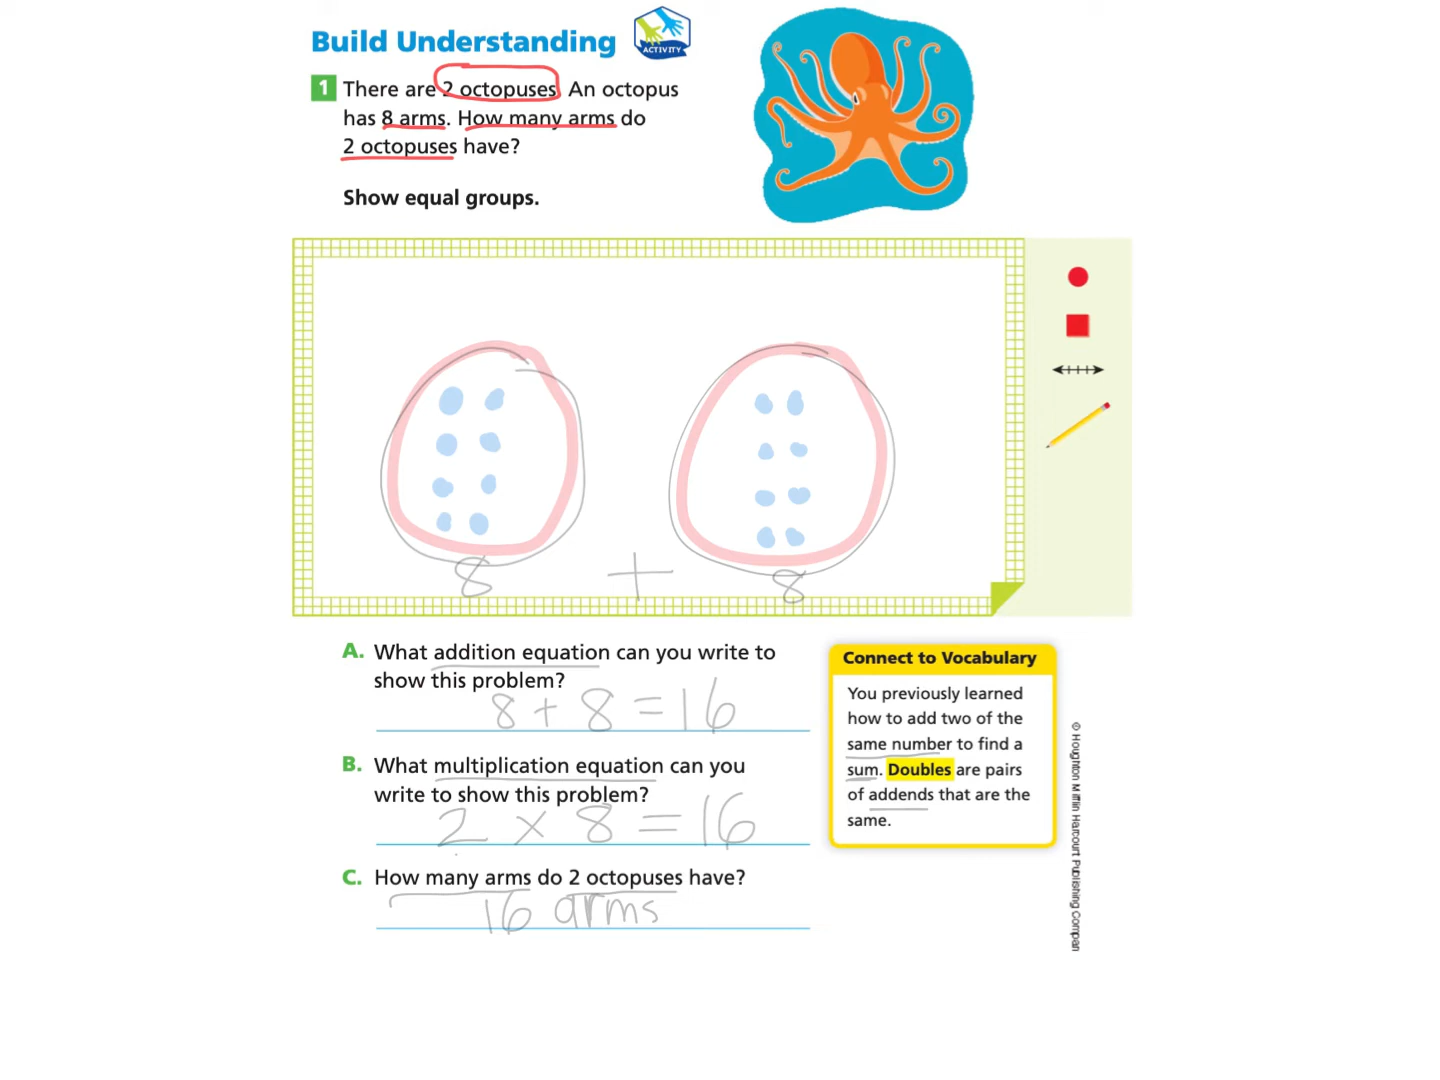 Build Understanding
ACTIVITY
1 There are 2 octopuses. An octopus
has 8 arms. How many arms do
2 octopuses have?
Show equal groups.
8 + 8
A. What addition equation can you write to
show this problem?
8 + 8 = 16
B. What multiplication equation can you
write to show this problem?
2 × 8 = 16
C. How many arms do 2 octopuses have?
16 arms
Connect to Vocabulary
You previously learned
how to add two of the
same number to find a
sum. Doubles are pairs
of addends that are the
same.
© Houghton Mifflin Harcourt Publishing Compan